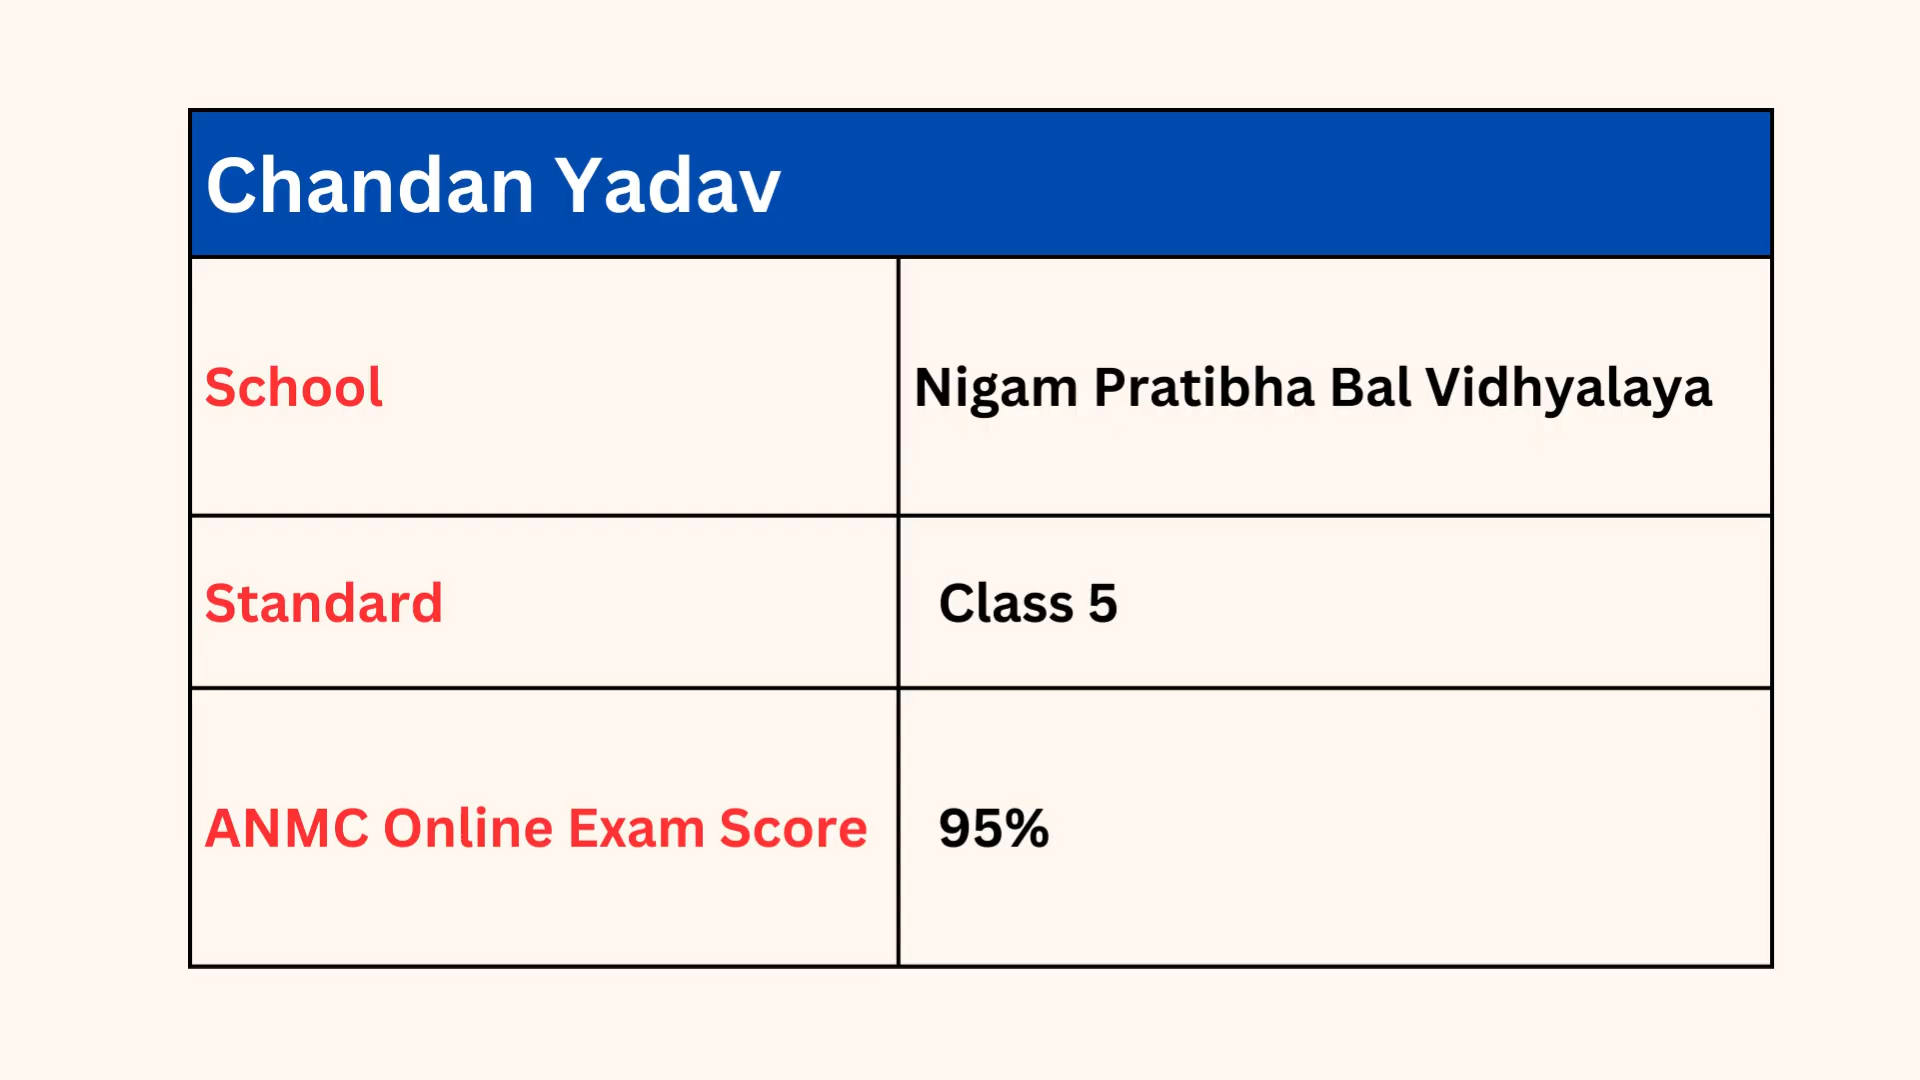 Chandan Yadav
School
Nigam Pratibha Bal Vidhyalaya
Standard
Class 5
ANMC Online Exam Score
95%